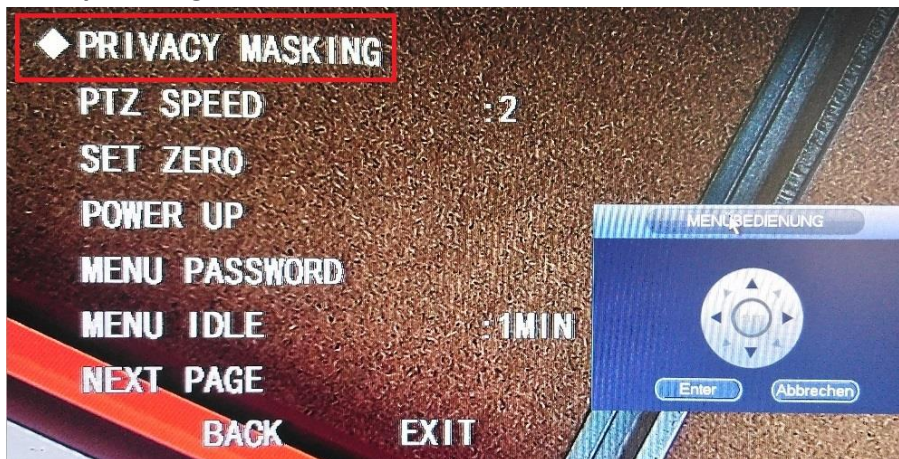 PRIVACY MASKING
PTZ SPEED :2
SET ZERO
POWER UP
MENU PASSWORD
MENU IDLE :1MIN
NEXT PAGE
BACK EXIT
MENÜBEDIENUNG
Enter Abbrechen